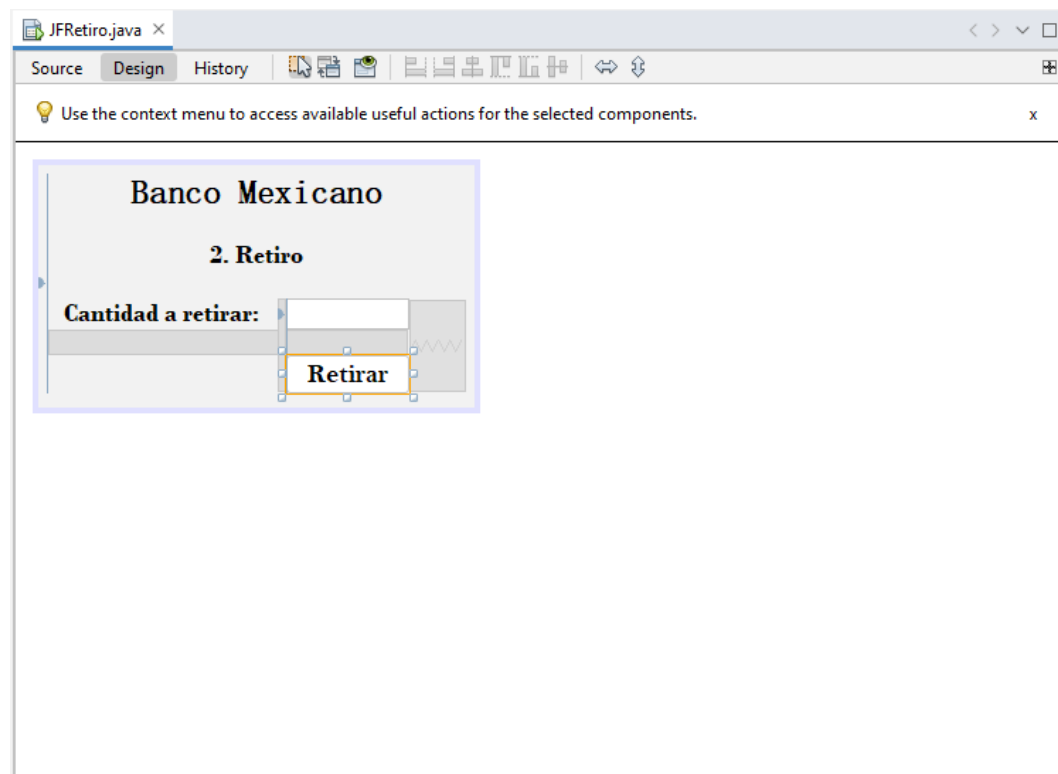 JFRetiro.java
Source Design History
Use the context menu to access available useful actions for the selected components. x
Banco Mexicano
2. Retiro
Cantidad a retirar:
Retirar